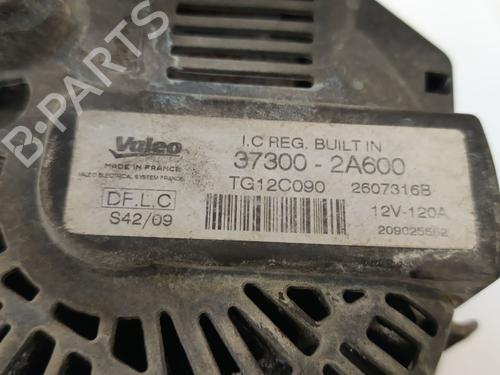 B-PARTS
Valeo
MADE IN FRANCE
VALEO ELECTRICAL SYSTEM FRANCE
D.F.L.C
S42/09
I.C REG. BUILT IN
37300 - 2A600
TG12C090 2607316B
12V-120A
209025562